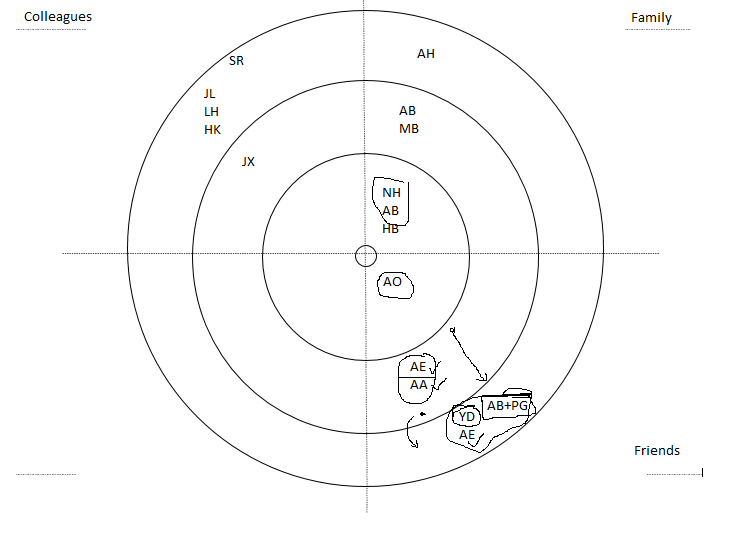 Colleagues
Family
SR
AH
JL
LH
HK
AB
MB
JX
NH
AB
HB
AO
AE
AA
AB+PG
YD
AE
Friends